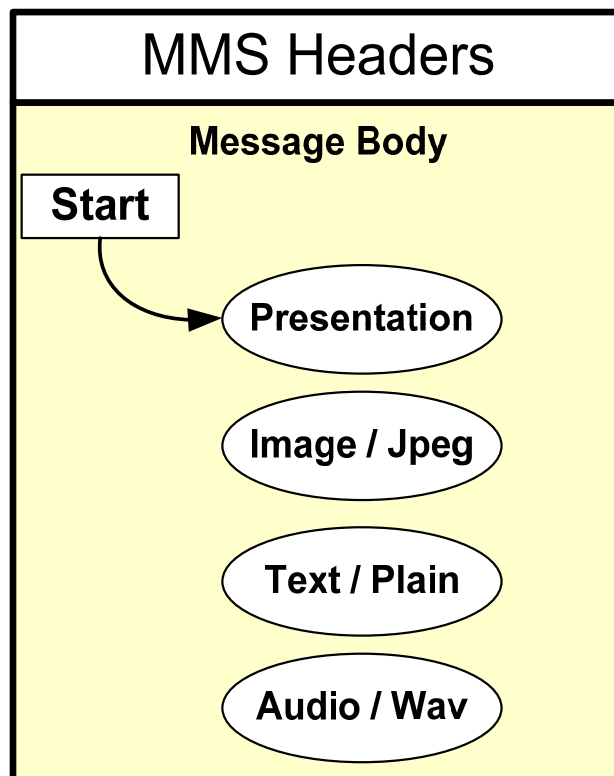 MMS Headers
Message Body
Start
Presentation
Image / Jpeg
Text / Plain
Audio / Wav